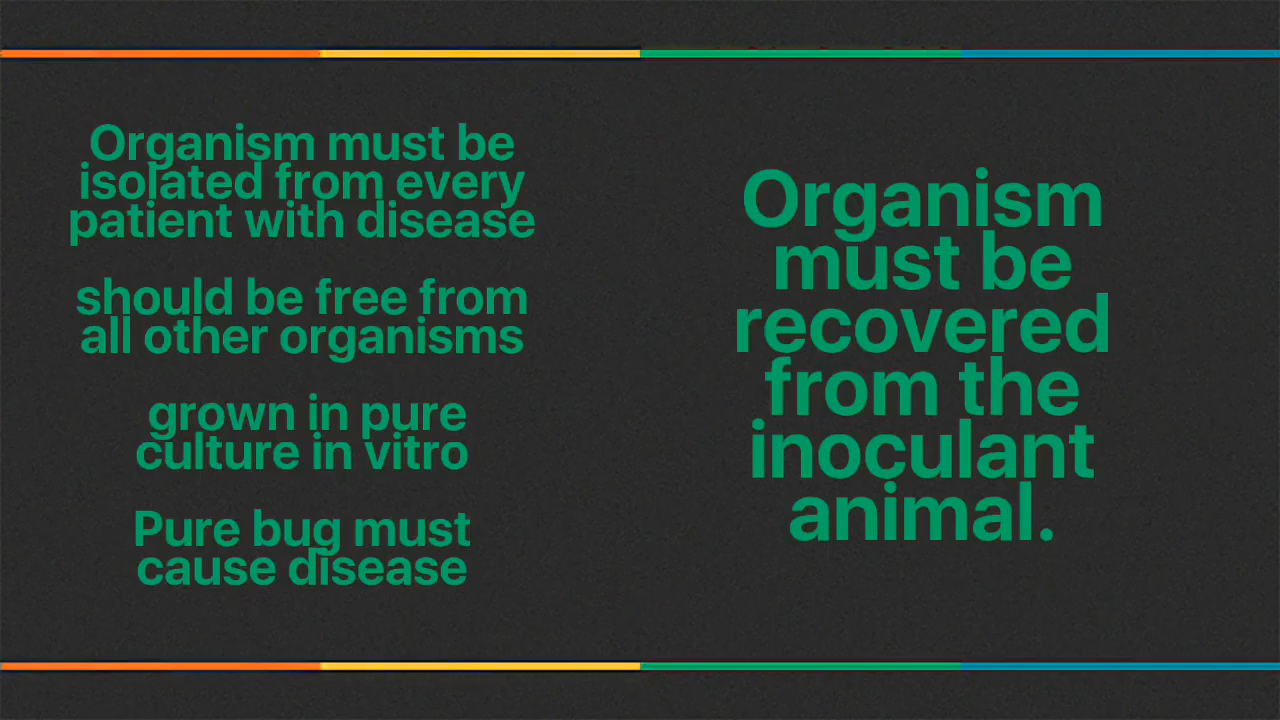 Organism must be
isolated from every
patient with disease
should be free from
all other organisms
grown in pure
culture in vitro
Pure bug must
cause disease
Organism
must be
recovered
from the
inoculant
animal.